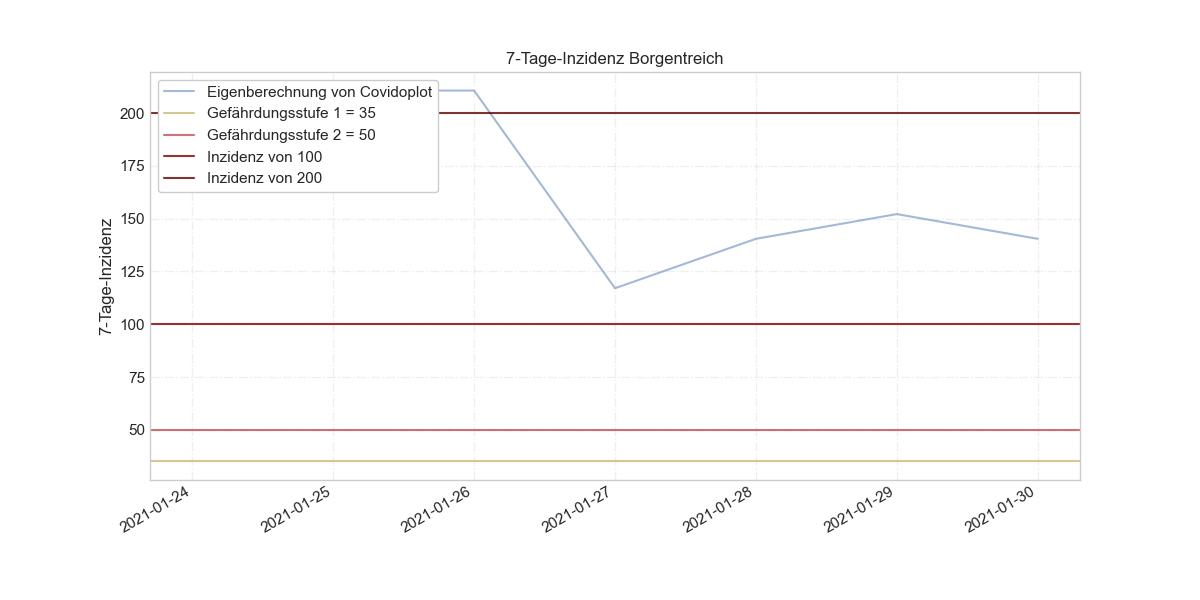 7-Tage-Inzidenz Borgentreich
Eigenberechnung von Covidoplot
Gefährdungsstufe 1 = 35
Gefährdungsstufe 2 = 50
Inzidenz von 100
Inzidenz von 200
7-Tage-Inzidenz
200
175
150
125
100
75
50
2021-01-24
2021-01-25
2021-01-26
2021-01-27
2021-01-28
2021-01-29
2021-01-30